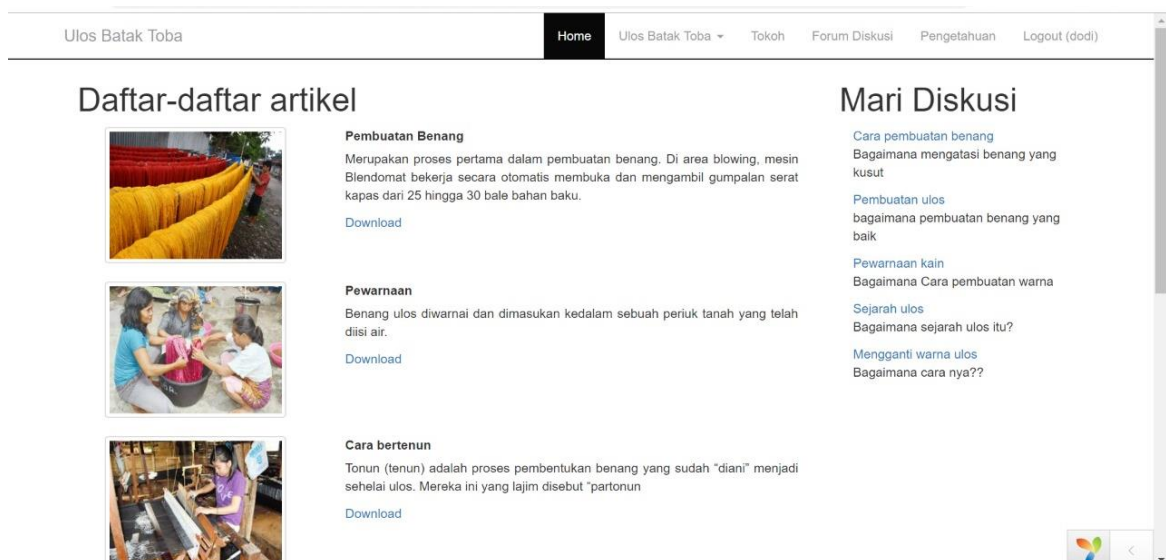 Ulos Batak Toba
Home Ulos Batak Toba Tokoh Forum Diskusi Pengetahuan Logout (dodi)
Daftar-daftar artikel
Pembuatan Benang
Merupakan proses pertama dalam pembuatan benang. Di area blowing, mesin
Blendomat bekerja secara otomatis membuka dan mengambil gumpalan serat
kapas dari 25 hingga 30 bale bahan baku.
Download
Pewarnaan
Benang ulos diwarnai dan dimasukan kedalam sebuah periuk tanah yang telah
diisi air.
Download
Cara bertenun
Tonun (tenun) adalah proses pembentukan benang yang sudah “diani” menjadi
sehelai ulos. Mereka ini yang lajim disebut “partonun
Download
Mari Diskusi
Cara pembuatan benang
Bagaimana mengatasi benang yang
kusut
Pembuatan ulos
bagaimana pembuatan benang yang
baik
Pewarnaan kain
Bagaimana Cara pembuatan warna
Sejarah ulos
Bagaimana sejarah ulos itu?
Mengganti warna ulos
Bagaimana cara nya??